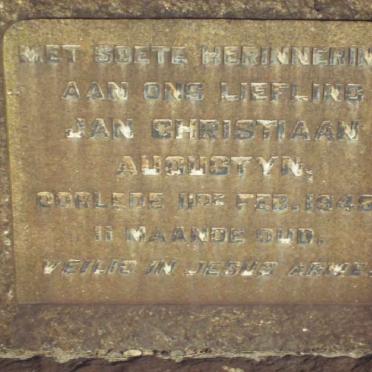 MET SOETE HERINNERIN
AAN ONS LIEFLING
JAN CHRISTIAAN
AUGUSTYN.
OORLEDE 11DE FEB. 194
11 MAANDE OUD.
VEILIG IN JESUS ARME.